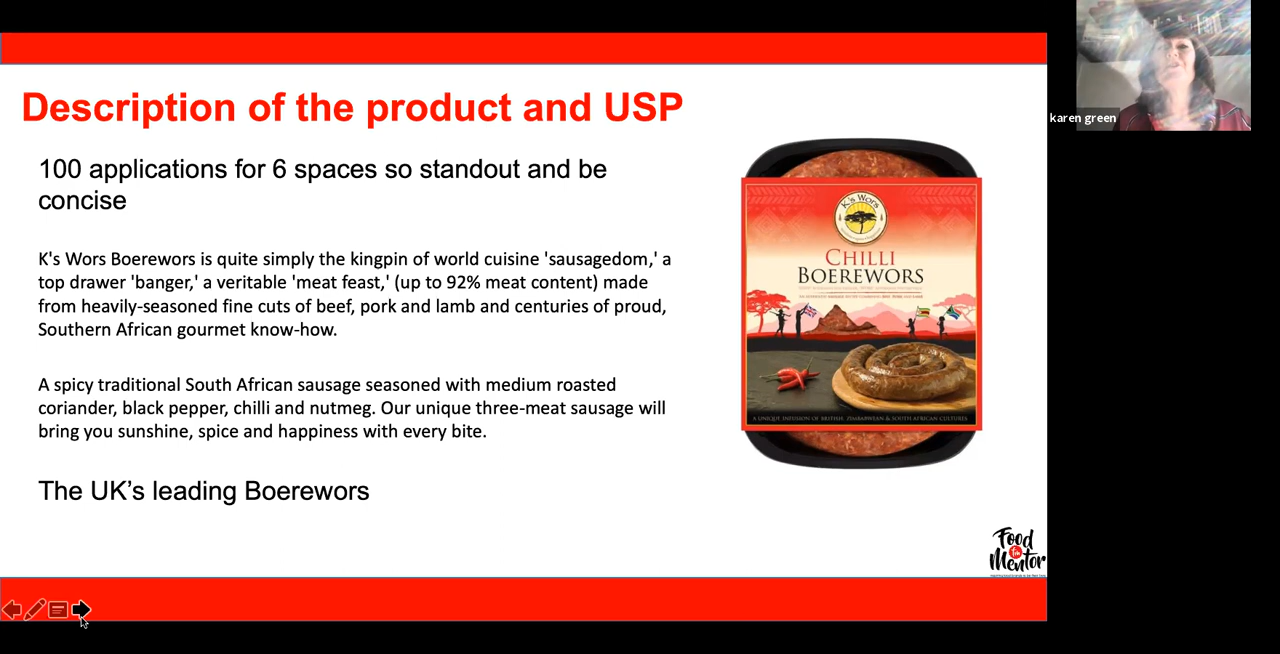 Description of the product and USP
100 applications for 6 spaces so standout and be
concise
K's Wors Boerewors is quite simply the kingpin of world cuisine 'sausagedom,' a
top drawer 'banger,' a veritable 'meat feast,' (up to 92% meat content) made
from heavily-seasoned fine cuts of beef, pork and lamb and centuries of proud,
Southern African gourmet know-how.
A spicy traditional South African sausage seasoned with medium roasted
coriander, black pepper, chilli and nutmeg. Our unique three-meat sausage will
bring you sunshine, spice and happiness with every bite.
The UK’s leading Boerewors
K's Wors
CHILLI
BOEREWORS
A UNIQUE INFUSION OF BRITISH, ZIMBABWEAN & SOUTH AFRICAN CULTURES
Food
Mentor
karen green